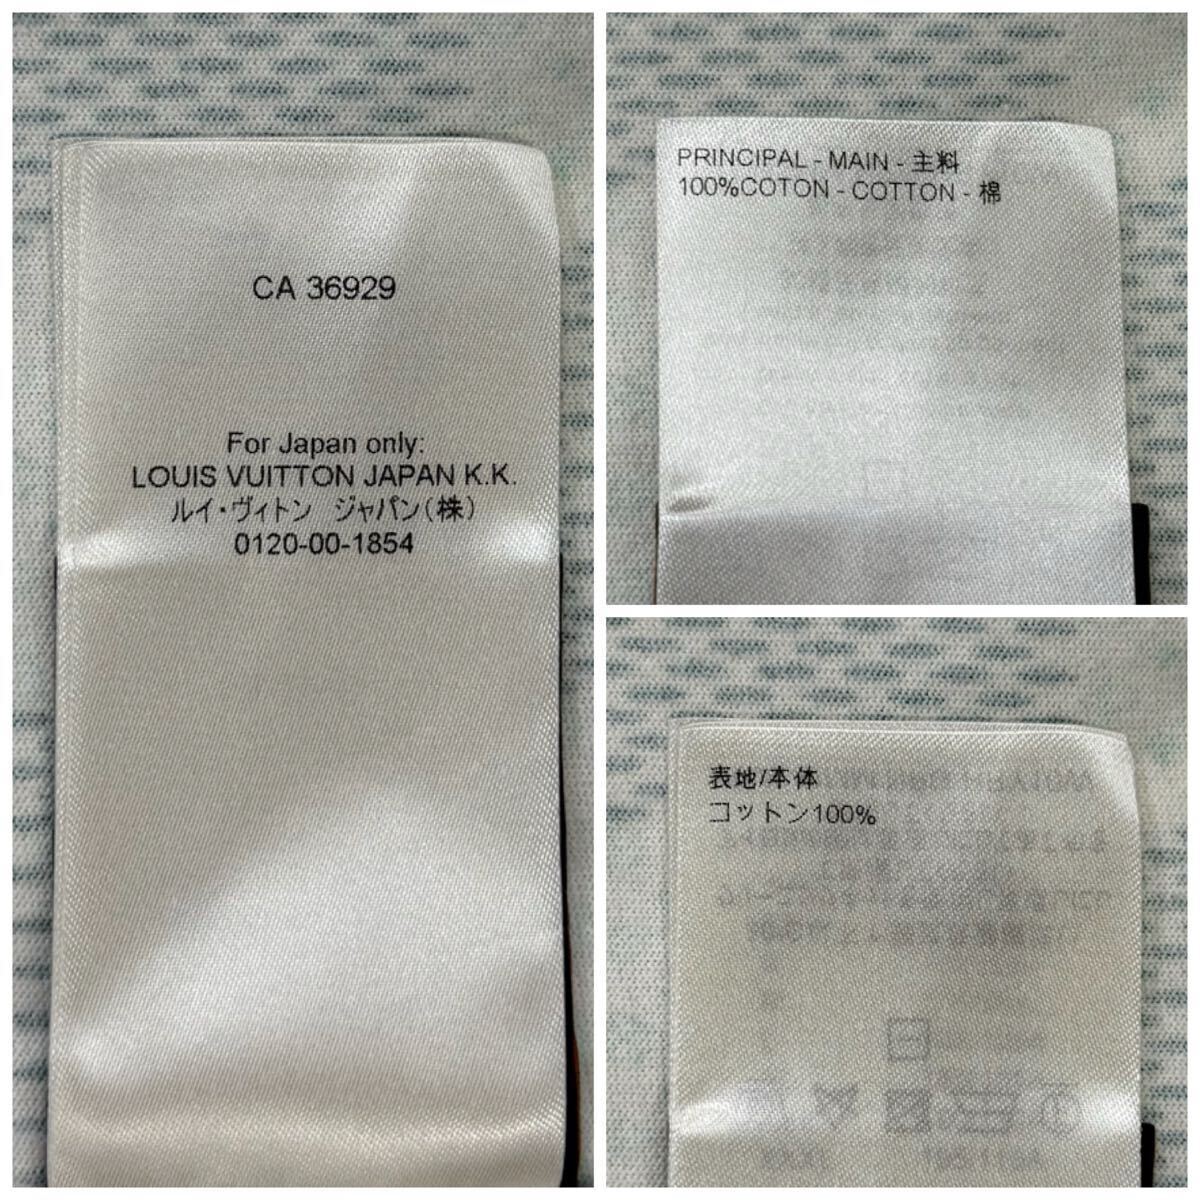 CA 36929
For Japan only:
LOUIS VUITTON JAPAN K.K.
ルイ・ヴィトン　ジャパン(株)
0120-00-1854
PRINCIPAL - MAIN - 主料
100%COTON - COTTON - 棉
表地/本体
コットン100%